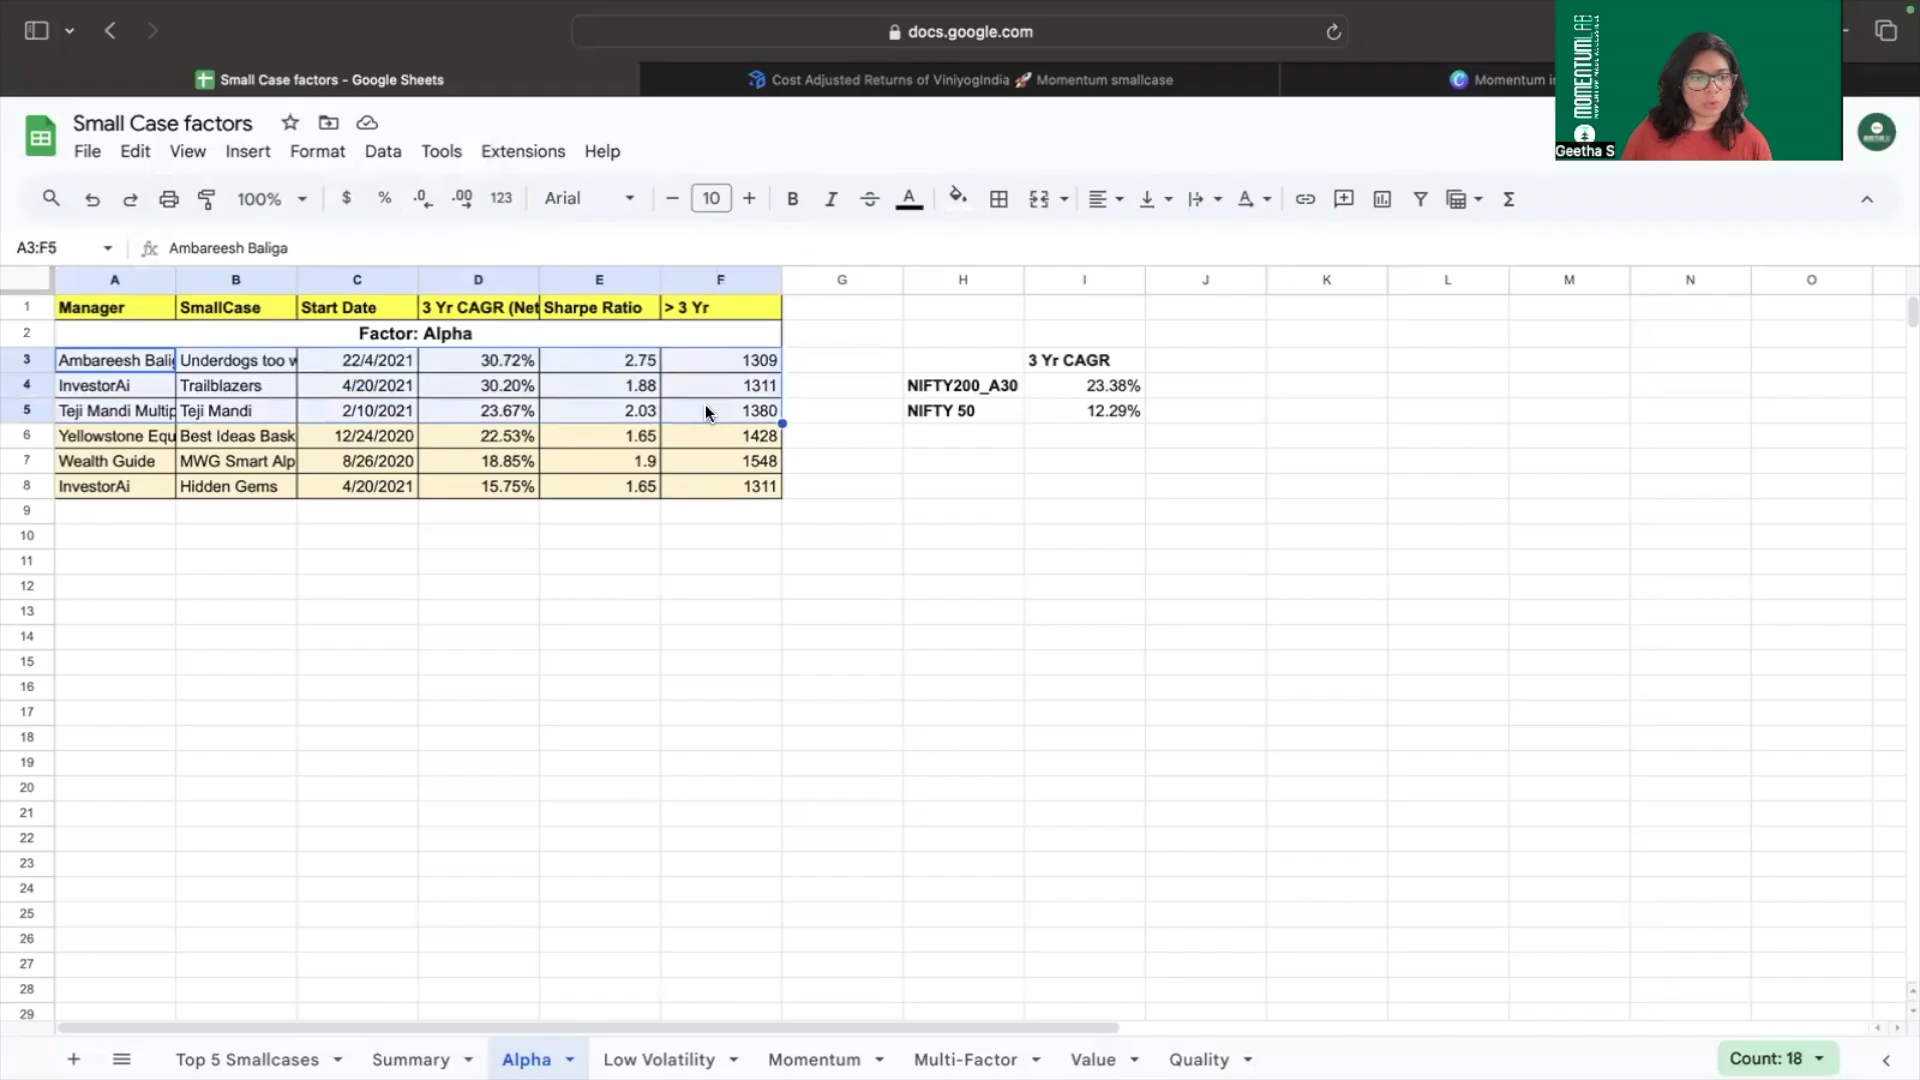 docs.google.com
Small Case factors - Google Sheets
Cost Adjusted Returns of ViniyogIndia 🚀 Momentum smallcase
Momentum in
MOMENTUMLAB
Geetha S
Small Case factors
File Edit View Insert Format Data Tools Extensions Help
100% $ % .0 .00 123 Arial 10 B I A Σ
A3:F5 fx Ambareesh Baliga
A B C D E F G H I J K L M N O
1 Manager SmallCase Start Date 3 Yr CAGR (Net Sharpe Ratio > 3 Yr
2 Factor: Alpha
3 Ambareesh Balig Underdogs too w 22/4/2021 30.72% 2.75 1309 3 Yr CAGR
4 InvestorAi Trailblazers 4/20/2021 30.20% 1.88 1311 NIFTY200_A30 23.38%
5 Teji Mandi Multip Teji Mandi 2/10/2021 23.67% 2.03 1380 NIFTY 50 12.29%
6 Yellowstone Equ Best Ideas Bask 12/24/2020 22.53% 1.65 1428
7 Wealth Guide MWG Smart Alp 8/26/2020 18.85% 1.9 1548
8 InvestorAi Hidden Gems 4/20/2021 15.75% 1.65 1311
9
10
11
12
13
14
15
16
17
18
19
20
21
22
23
24
25
26
27
28
29
Top 5 Smallcases Summary Alpha Low Volatility Momentum Multi-Factor Value Quality Count: 18